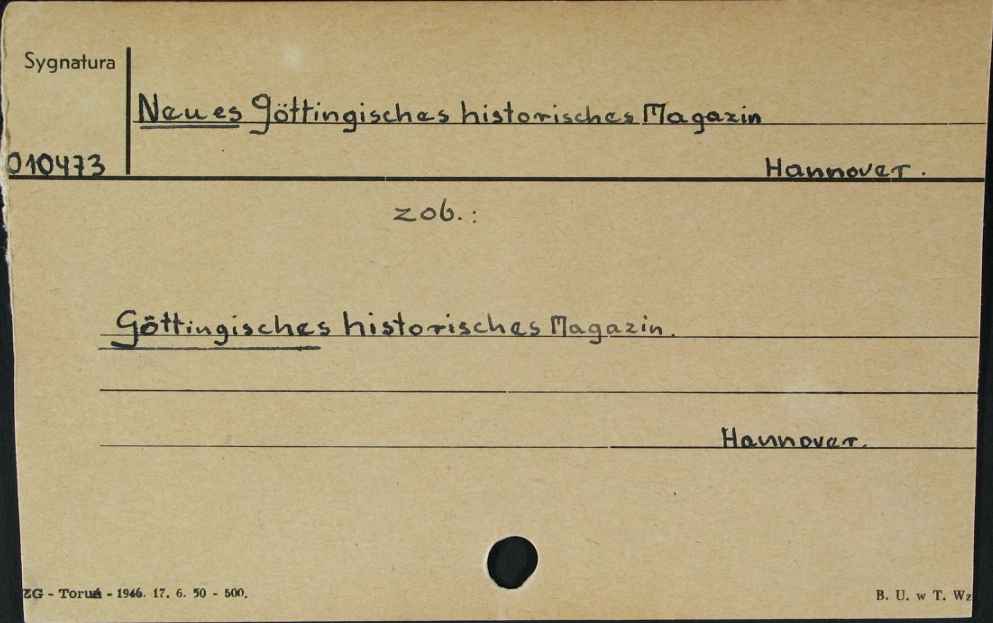 Sygnatura
Neues Göttingisches historisches Magazin
010473
Hannover.
zob.:
Göttingisches historisches Magazin.
Hannover.
ZG - Toruń - 1946. 17. 6. 50 - 500.
B. U. w T. Wz